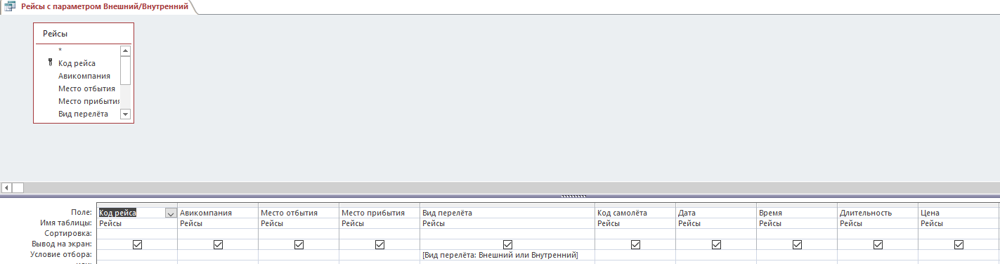 Рейсы с параметром Внешний/Внутренний
Рейсы
*
Код рейса
Авикомпания
Место отбытия
Место прибытия
Вид перелёта
Поле: Код рейса Авикомпания Место отбытия Место прибытия Вид перелёта Код самолёта Дата Время Длительность Цена
Имя таблицы: Рейсы Рейсы Рейсы Рейсы Рейсы Рейсы Рейсы Рейсы Рейсы Рейсы
Сортировка:
Вывод на экран:
Условие отбора: [Вид перелёта: Внешний или Внутренний]
или: